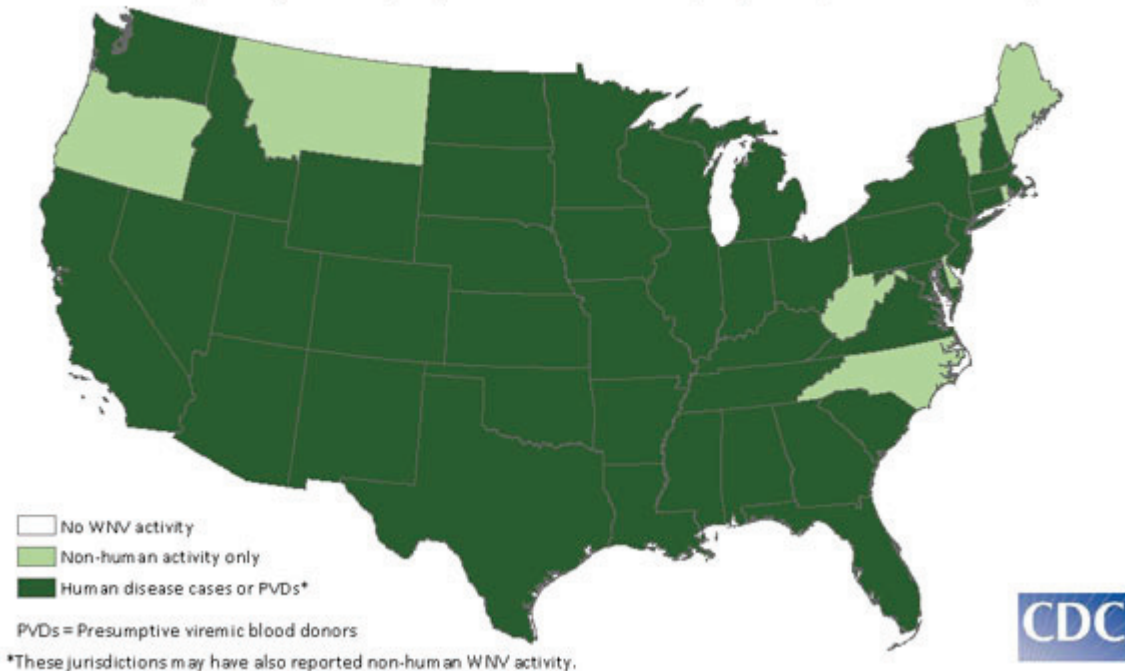 No WNV activity
Non-human activity only
Human disease cases or PVDs*
PVDs = Presumptive viremic blood donors
*These jurisdictions may have also reported non-human WNV activity.
CDC